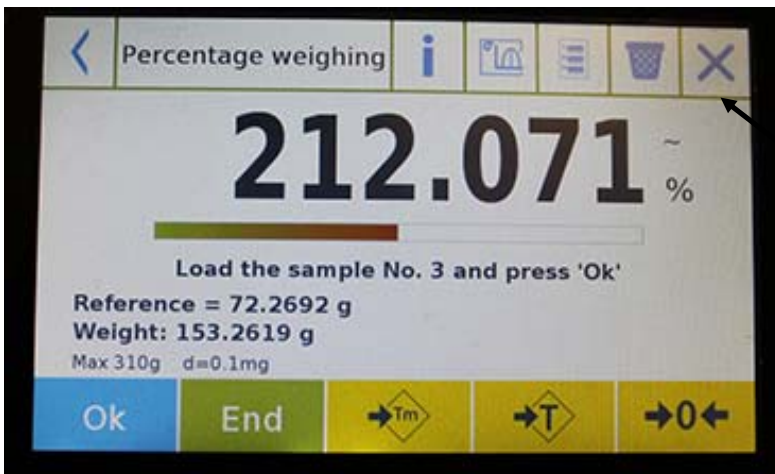 Percentage weighing
212.071 ~ %
Load the sample No. 3 and press 'Ok'
Reference = 72.2692 g
Weight: 153.2619 g
Max 310g d=0.1mg
Ok End Tm T 0